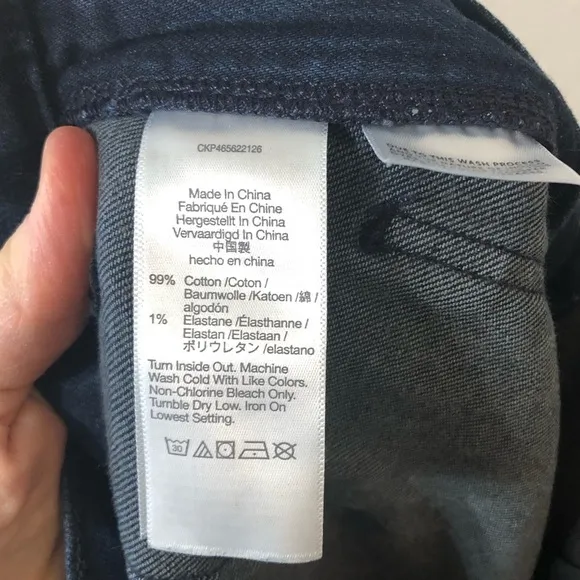 CKP465622126
Made In China
Fabriqué En Chine
Hergestellt In China
Vervaardigd In China
中国製
hecho en china
99% Cotton /Coton /
Baumwolle /Katoen /綿 /
algodón
1% Elastane /Élasthanne /
Elastan /Elastaan /
ポリウレタン /elastano
Turn Inside Out. Machine
Wash Cold With Like Colors.
Non-Chlorine Bleach Only.
Tumble Dry Low. Iron On
Lowest Setting.
30
THIS WASH PROCESS